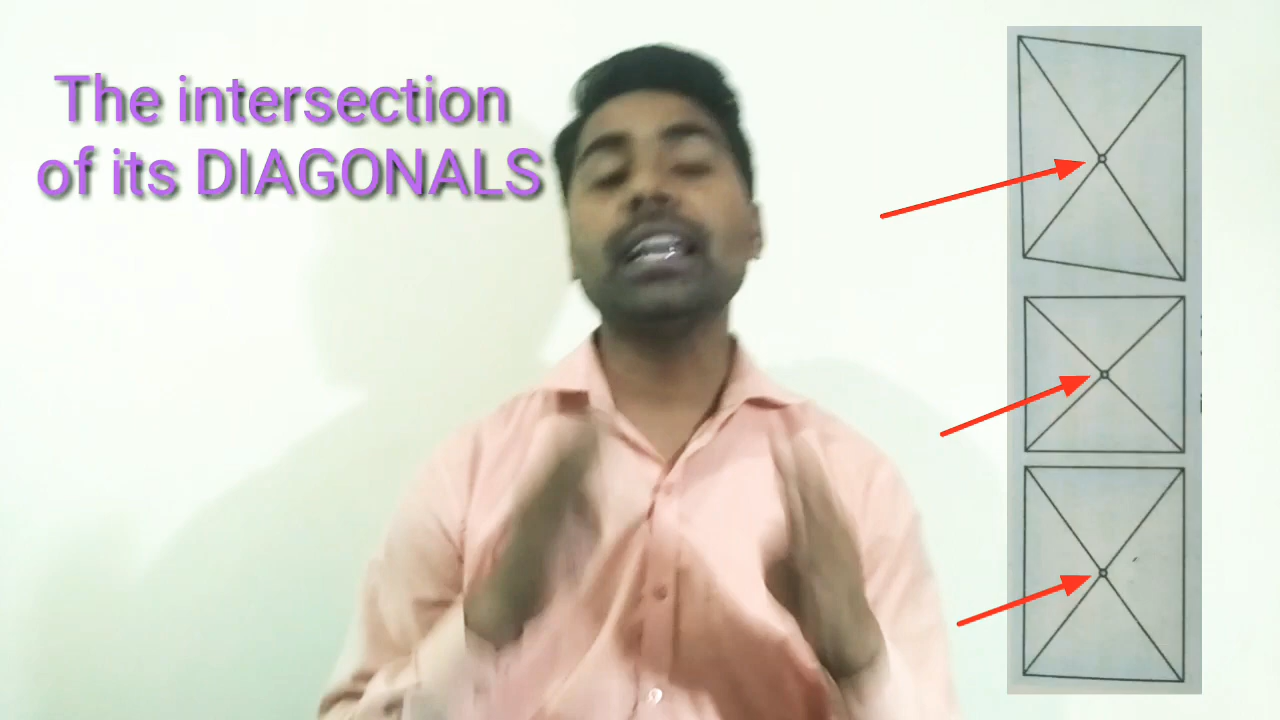 The intersection
of its DIAGONALS